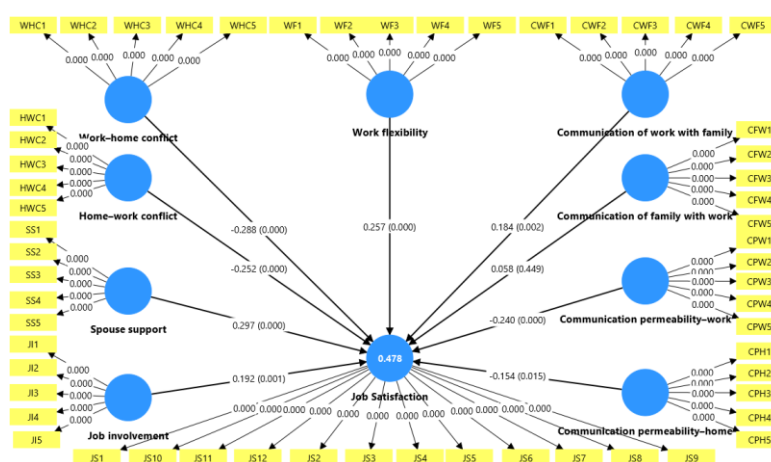 WHC1 WHC2 WHC3 WHC4 WHC5 WF1 WF2 WF3 WF4 WF5 CWF1 CWF2 CWF3 CWF4 CWF5
0.000 0.000 0.000 0.000 0.000 0.000 0.000 0.000 0.000 0.000 0.000 0.000 0.000 0.000 0.000
Work–home conflict
Work flexibility
Communication of work with family
HWC1
HWC2
HWC3
HWC4
HWC5
0.000
0.000
0.000
0.000
0.000
Home–work conflict
CFW1
CFW2
CFW3
CFW4
CFW5
0.000
0.000
0.000
0.000
0.000
Communication of family with work
-0.288 (0.000)
0.257 (0.000)
0.184 (0.002)
-0.252 (0.000)
0.058 (0.449)
SS1
SS2
SS3
SS4
SS5
0.000
0.000
0.000
0.000
0.000
Spouse support
0.297 (0.000)
CPW1
CPW2
CPW3
CPW4
CPW5
0.000
0.000
0.000
0.000
0.000
Communication permeability–work
-0.240 (0.000)
0.478
Job Satisfaction
JI1
JI2
JI3
JI4
JI5
0.000
0.000
0.000
0.000
0.000
Job involvement
0.192 (0.001)
CPH1
CPH2
CPH3
CPH4
CPH5
0.000
0.000
0.000
0.000
0.000
Communication permeability–home
-0.154 (0.015)
0.000 0.000 0.000 0.000 0.000 0.000 0.000 0.000 0.000 0.000 0.000 0.000
JS1 JS10 JS11 JS12 JS2 JS3 JS4 JS5 JS6 JS7 JS8 JS9